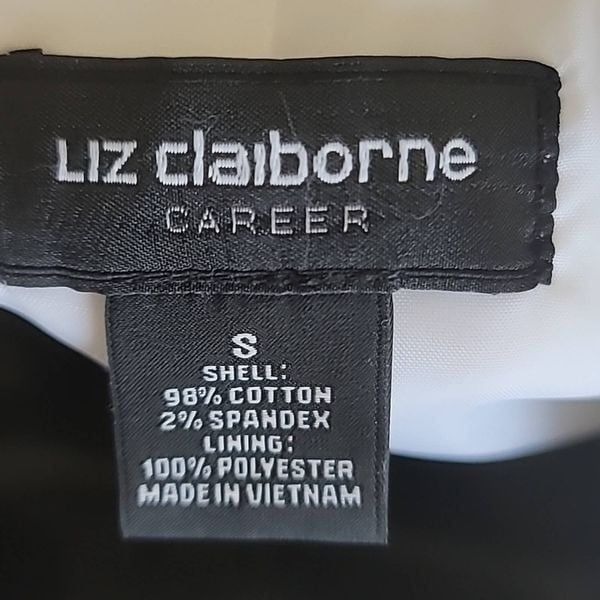 LIZ claiborne
CAREER
S
SHELL:
98% COTTON
2% SPANDEX
LINING:
100% POLYESTER
MADE IN VIETNAM